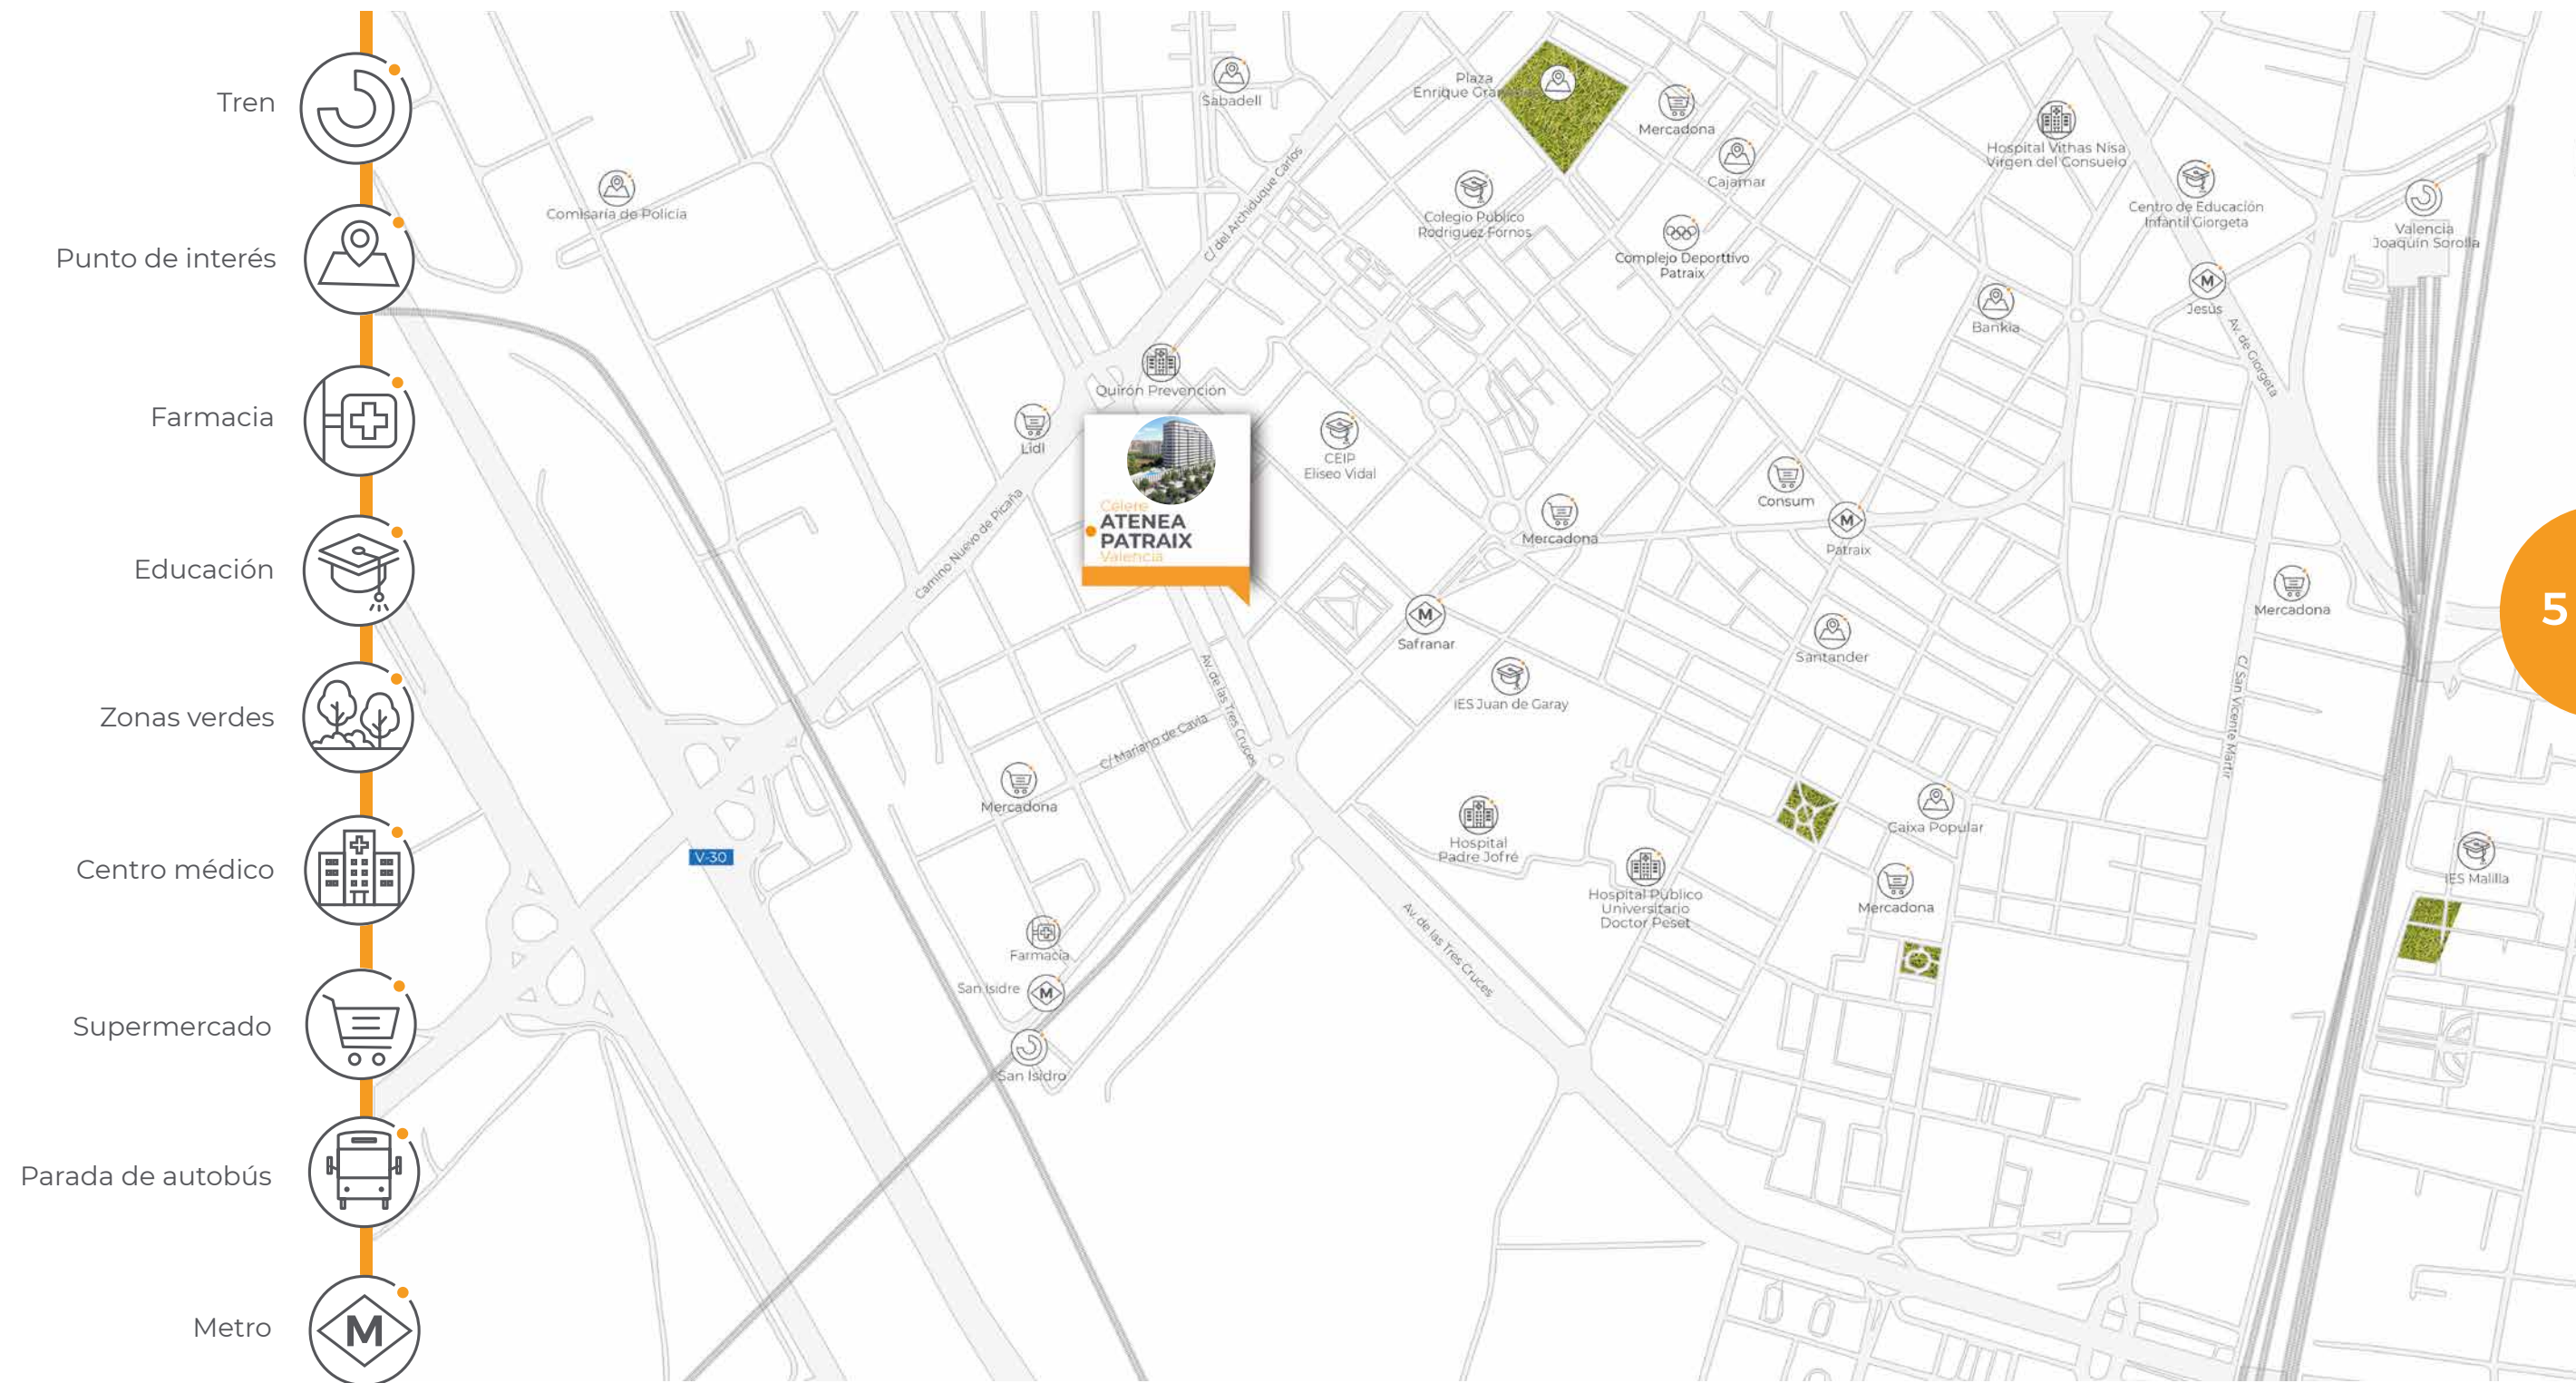 Tren
Punto de interés
Farmacia
Educación
Zonas verdes
Centro médico
Supermercado
Parada de autobús
Metro
M
Sabadell
Plaza
Enrique
Mercadona
Cajamar
Hospital Vithas Nisa
Virgen del Consuelo
Centro de Educación
Infantil Giorgeta
Valencia
Joaquín Sorolla
Comisaría de Policía
C/ del Archiduque Carlos
Colegio Público
Rodriguez Fornos
Complejo Deporttivo
Patraix
M
Jesús
Bankia
Av. de Giorgeta
Quirón Prevención
Lidl
CEIP
Eliseo Vidal
Célere
ATENEA
PATRAIX
Valencia
Camino Nuevo de Picaña
Mercadona
Consum
M
Patraix
Mercadona
5
M
Safranar
Santander
IES Juan de Garay
Av. de las Tres Cruces
C/ San Vicente Mártir
C/ Mariano de Cavia
Mercadona
V-30
Hospital
Padre Jofré
Caixa Popular
Hospital Público
Universitario
Doctor Peset
Mercadona
IES Malilla
Av. de las Tres Cruces
Farmacia
San Isidre
M
San Isidro